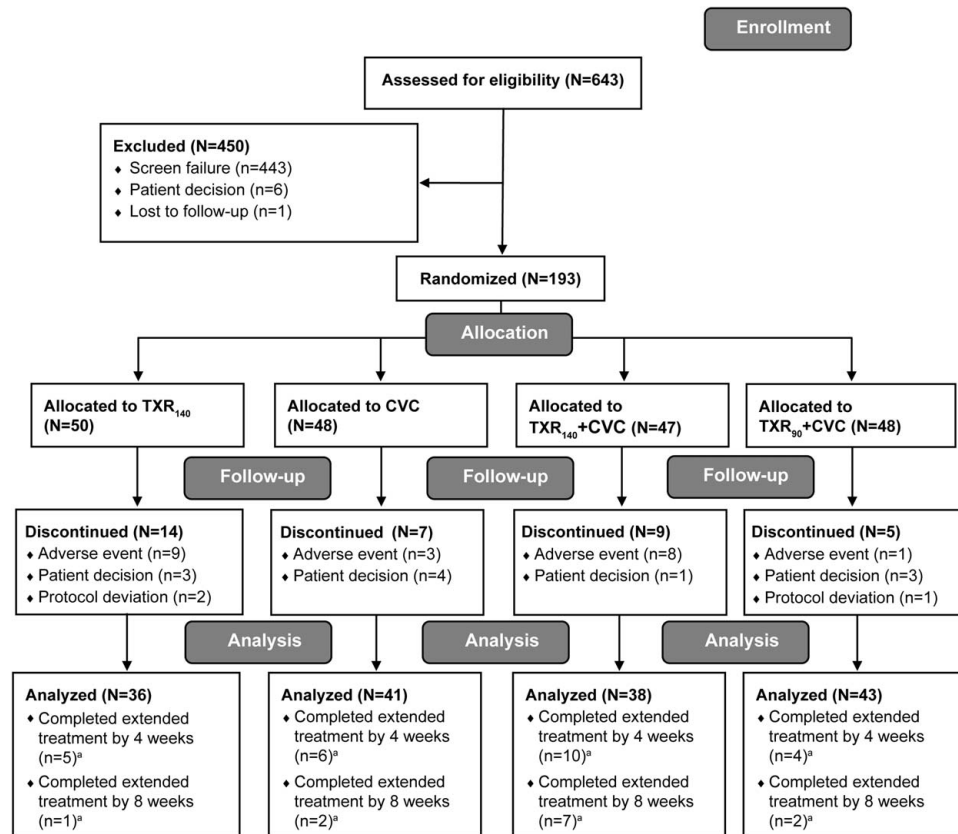 Enrollment
Assessed for eligibility (N=643)
Excluded (N=450)
♦ Screen failure (n=443)
♦ Patient decision (n=6)
♦ Lost to follow-up (n=1)
Randomized (N=193)
Allocation
Allocated to TXR₁₄₀
(N=50)
Allocated to CVC
(N=48)
Allocated to
TXR₁₄₀+CVC (N=47)
Allocated to
TXR₉₀+CVC (N=48)
Follow-up
Follow-up
Follow-up
Discontinued (N=14)
♦ Adverse event (n=9)
♦ Patient decision (n=3)
♦ Protocol deviation (n=2)
Discontinued (N=7)
♦ Adverse event (n=3)
♦ Patient decision (n=4)
Discontinued (N=9)
♦ Adverse event (n=8)
♦ Patient decision (n=1)
Discontinued (N=5)
♦ Adverse event (n=1)
♦ Patient decision (n=3)
♦ Protocol deviation (n=1)
Analysis
Analysis
Analysis
Analyzed (N=36)
♦ Completed extended
treatment by 4 weeks
(n=5)ᵃ
♦ Completed extended
treatment by 8 weeks
(n=1)ᵃ
Analyzed (N=41)
♦ Completed extended
treatment by 4 weeks
(n=6)ᵃ
♦ Completed extended
treatment by 8 weeks
(n=2)ᵃ
Analyzed (N=38)
♦ Completed extended
treatment by 4 weeks
(n=10)ᵃ
♦ Completed extended
treatment by 8 weeks
(n=7)ᵃ
Analyzed (N=43)
♦ Completed extended
treatment by 4 weeks
(n=4)ᵃ
♦ Completed extended
treatment by 8 weeks
(n=2)ᵃ